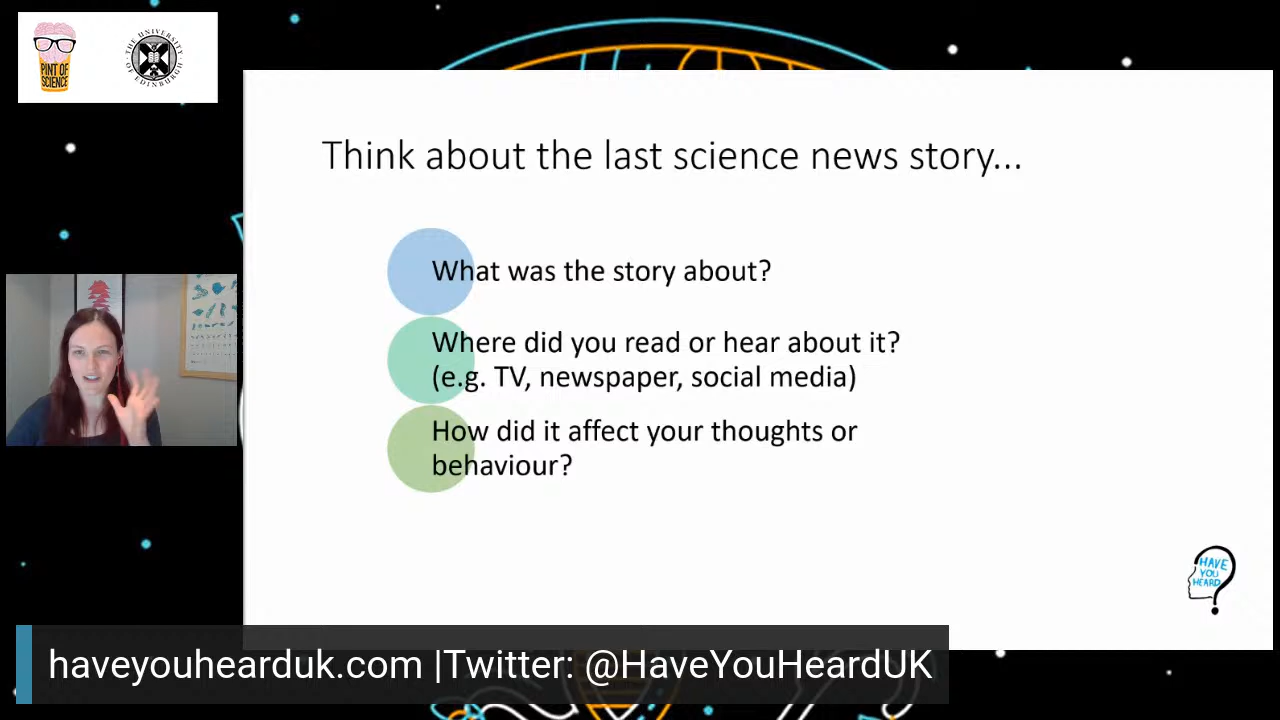 PINT OF
SCIENCE
THE UNIVERSITY
OF EDINBURGH
Think about the last science news story...
What was the story about?
Where did you read or hear about it?
(e.g. TV, newspaper, social media)
How did it affect your thoughts or
behaviour?
HAVE
YOU
HEARD
haveyouhearduk.com |Twitter: @HaveYouHeardUK